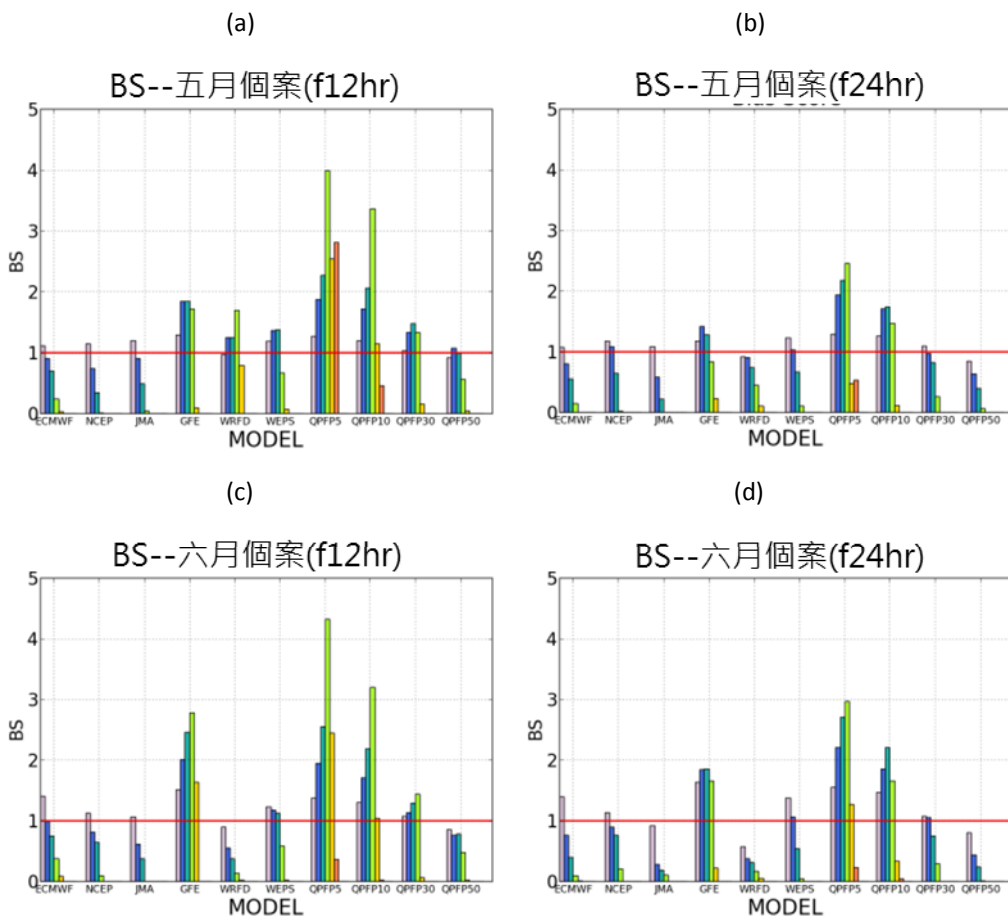 (a)
BS--五月個案(f12hr)
5
4
3
2
1
0
BS
ECMWF NCEP JMA GFE WRFD WEPS QPFP5 QPFP10 QPFP30 QPFP50
MODEL
(b)
BS--五月個案(f24hr)
5
4
3
2
1
0
BS
ECMWF NCEP JMA GFE WRFD WEPS QPFP5 QPFP10 QPFP30 QPFP50
MODEL
(c)
BS--六月個案(f12hr)
5
4
3
2
1
0
BS
ECMWF NCEP JMA GFE WRFD WEPS QPFP5 QPFP10 QPFP30 QPFP50
MODEL
(d)
BS--六月個案(f24hr)
5
4
3
2
1
0
BS
ECMWF NCEP JMA GFE WRFD WEPS QPFP5 QPFP10 QPFP30 QPFP50
MODEL